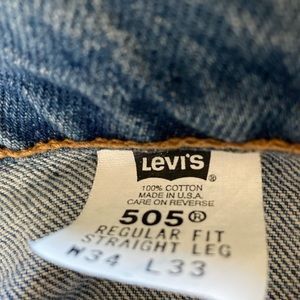 LEVI'S®
100% COTTON
MADE IN U.S.A.
CARE ON REVERSE
505®
REGULAR FIT
STRAIGHT LEG
W34 L33